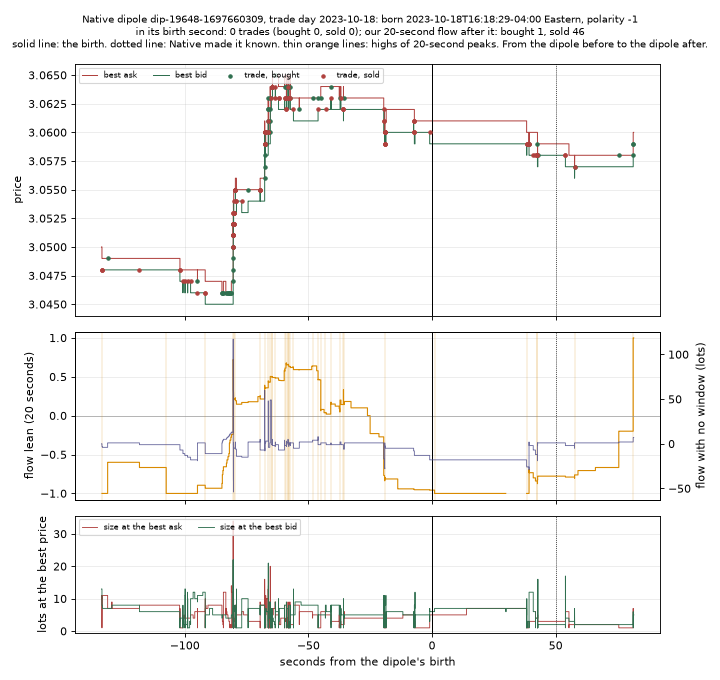 Native dipole dip-19648-1697660309, trade day 2023-10-18: born 2023-10-18T16:18:29-04:00 Eastern, polarity -1
in its birth second: 0 trades (bought 0, sold 0); our 20-second flow after it: bought 1, sold 46
solid line: the birth. dotted line: Native made it known. thin orange lines: highs of 20-second peaks. From the dipole before to the dipole after.
best ask
best bid
trade, bought
trade, sold
3.0650
3.0625
3.0600
3.0575
3.0550
3.0525
3.0500
3.0475
3.0450
price
1.0
0.5
0.0
−0.5
−1.0
flow lean (20 seconds)
100
50
0
−50
flow with no window (lots)
size at the best ask
size at the best bid
30
20
10
0
lots at the best price
−100
−50
0
50
seconds from the dipole's birth